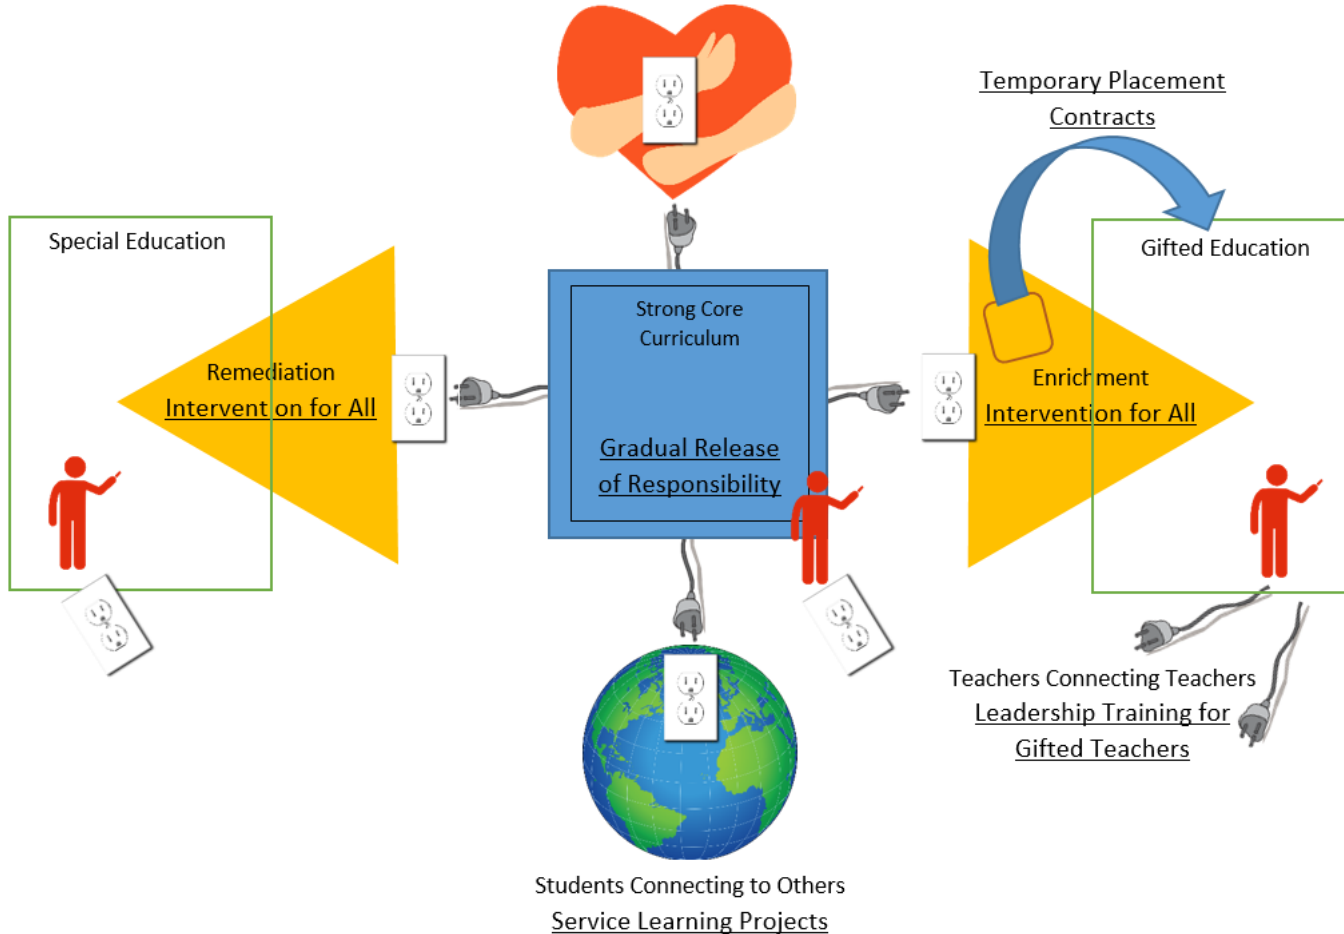 Temporary Placement
Contracts
Special Education
Gifted Education
Strong Core
Curriculum
Remediation
Intervention for All
Enrichment
Intervention for All
Gradual Release
of Responsibility
Teachers Connecting Teachers
Leadership Training for
Gifted Teachers
Students Connecting to Others
Service Learning Projects